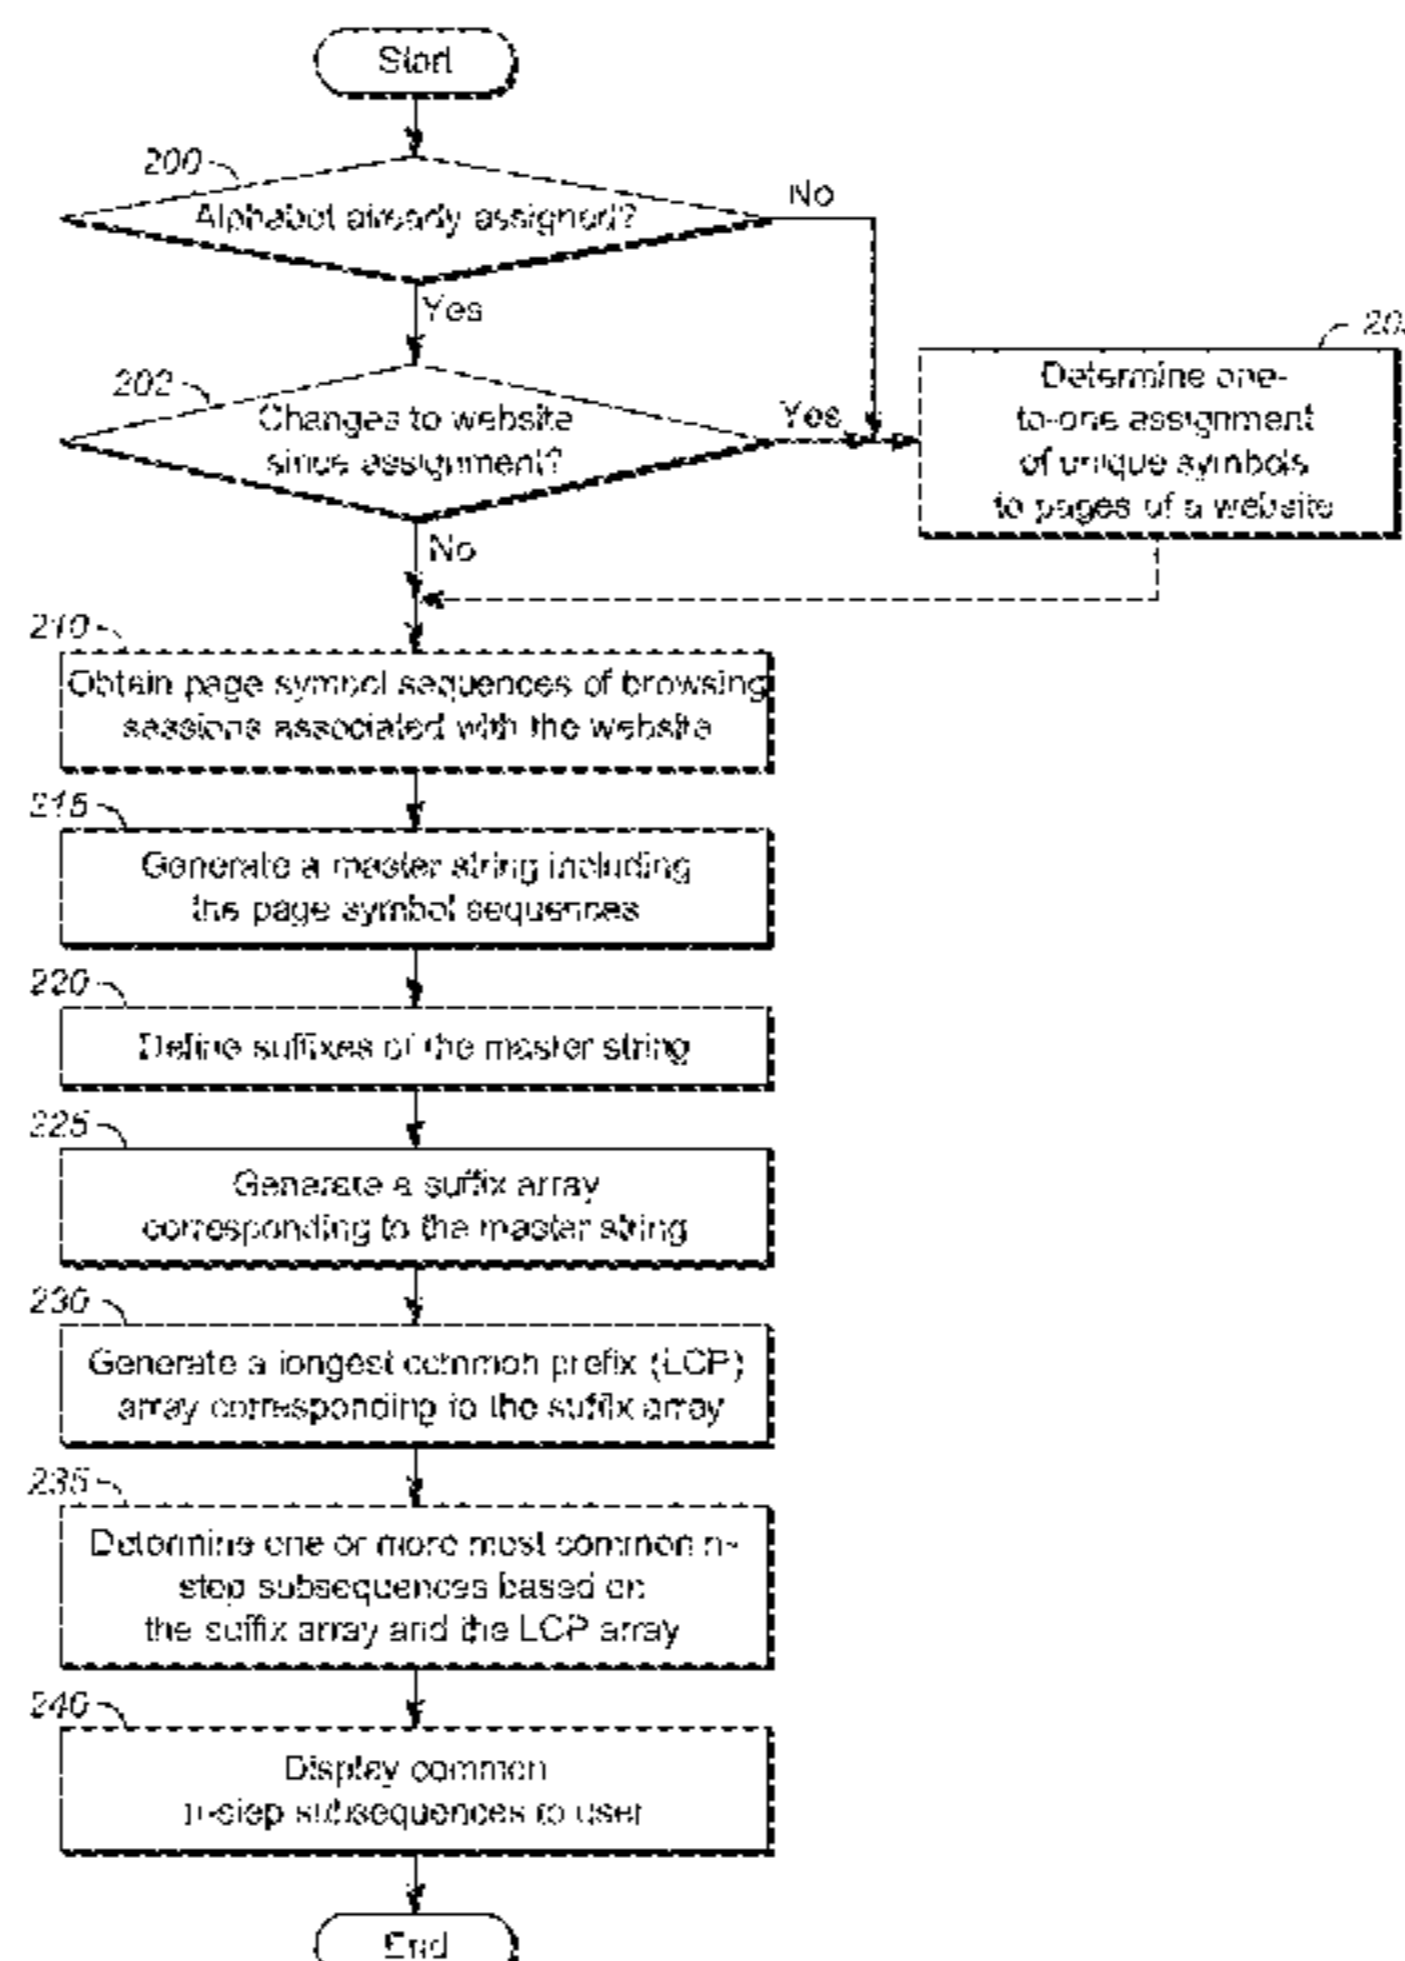 Start
200
Alphabet already assigned?
No
Yes
202
Changes to website
since assignment?
Yes
No
Determine one-
to-one assignment
of unique symbols
to pages of a website
210
Obtain page symbol sequences of browsing
sessions associated with the website
215
Generate a master string including
the page symbol sequences
220
Define suffixes of the master string
225
Generate a suffix array
corresponding to the master string
230
Generate a longest common prefix (LCP)
array corresponding to the suffix array
235
Determine one or more most common n-
step subsequences based on
the suffix array and the LCP array
240
Display common
n-step subsequences to user
End